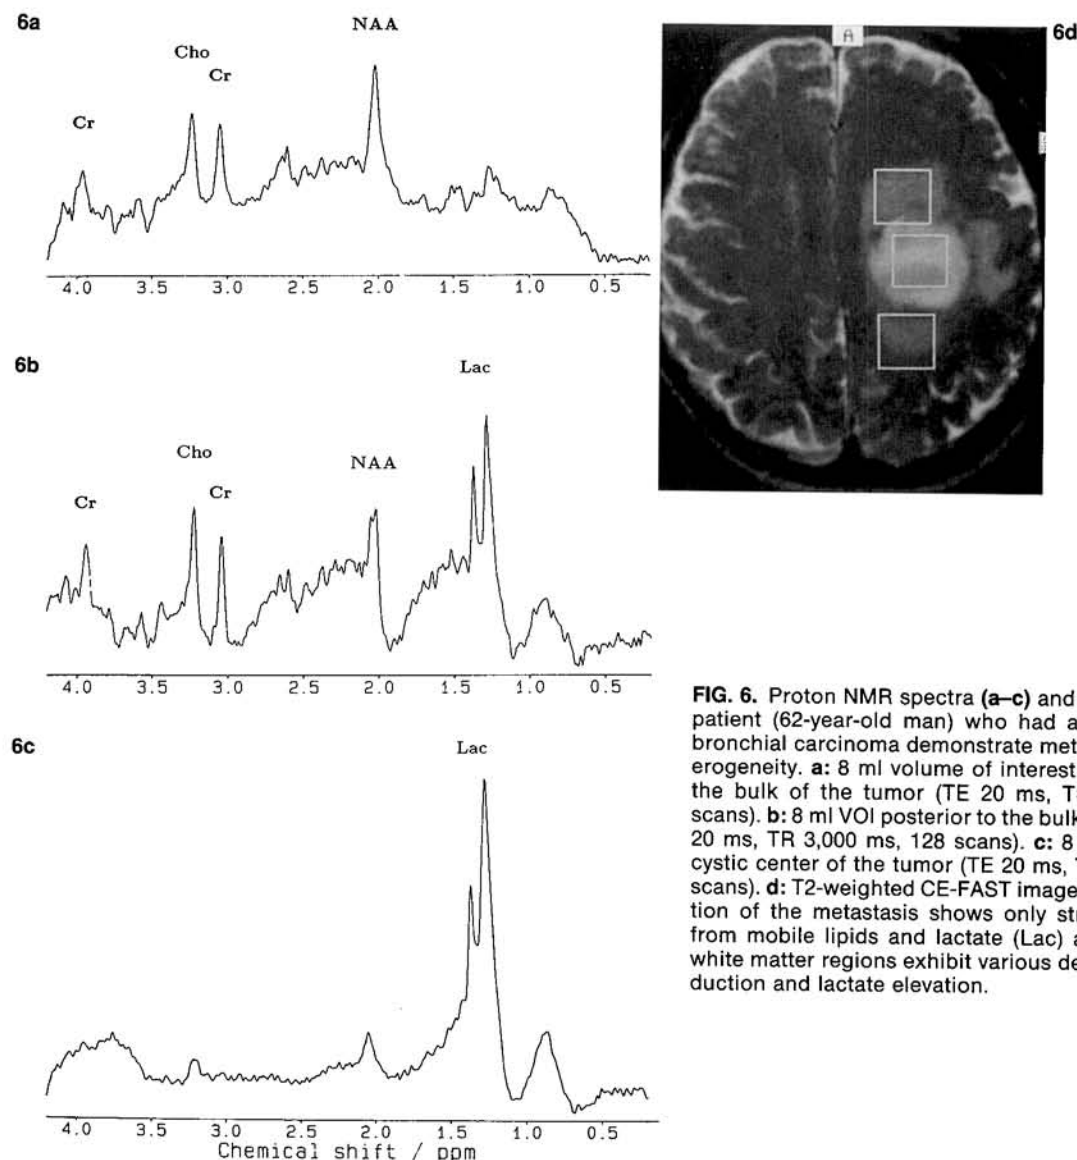 6a
NAA
Cho
Cr
Cr
4.0 3.5 3.0 2.5 2.0 1.5 1.0 0.5
6b
Lac
Cho
NAA
Cr
Cr
4.0 3.5 3.0 2.5 2.0 1.5 1.0 0.5
6c
Lac
4.0 3.5 3.0 2.5 2.0 1.5 1.0 0.5
Chemical shift / ppm
6d
A
FIG. 6. Proton NMR spectra (a–c) and
patient (62-year-old man) who had a
bronchial carcinoma demonstrate met
erogeneity. a: 8 ml volume of interest
the bulk of the tumor (TE 20 ms, T
scans). b: 8 ml VOI posterior to the bulk
20 ms, TR 3,000 ms, 128 scans). c: 8
cystic center of the tumor (TE 20 ms,
scans). d: T2-weighted CE-FAST image
tion of the metastasis shows only str
from mobile lipids and lactate (Lac) a
white matter regions exhibit various de
duction and lactate elevation.